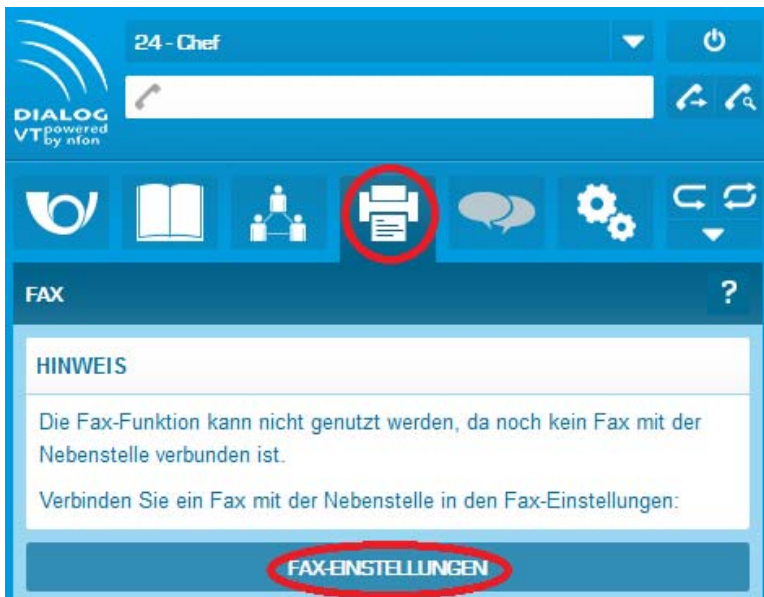 24 - Chef
DIALOG
VT powered
by nfon
FAX
?
HINWEIS
Die Fax-Funktion kann nicht genutzt werden, da noch kein Fax mit der
Nebenstelle verbunden ist.
Verbinden Sie ein Fax mit der Nebenstelle in den Fax-Einstellungen:
FAX-EINSTELLUNGEN